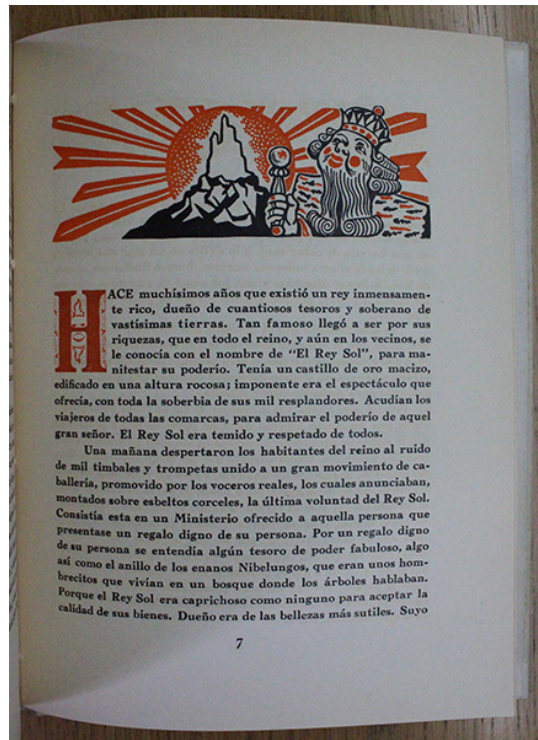 HACE muchísimos años que existió un rey inmensamen-
te rico, dueño de cuantiosos tesoros y soberano de
vastísimas tierras. Tan famoso llegó a ser por sus
riquezas, que en todo el reino, y aún en los vecinos, se
le conocía con el nombre de "El Rey Sol", para ma-
nitestar su poderío. Tenía un castillo de oro macizo,
edificado en una altura rocosa; imponente era el espectáculo que
ofrecía, con toda la soberbia de sus mil resplandores. Acudían los
viajeros de todas las comarcas, para admirar el poderío de aquel
gran señor. El Rey Sol era temido y respetado de todos.
Una mañana despertaron los habitantes del reino al ruido
de mil timbales y trompetas unido a un gran movimiento de ca-
ballería, promovido por los voceros reales, los cuales anunciaban,
montados sobre esbeltos corceles, la última voluntad del Rey Sol.
Consistía esta en un Ministerio ofrecido a aquella persona que
presentase un regalo digno de su persona. Por un regalo digno
de su persona se entendía algún tesoro de poder fabuloso, algo
así como el anillo de los enanos Nibelungos, que eran unos hom-
brecitos que vivían en un bosque donde los árboles hablaban.
Porque el Rey Sol era caprichoso como ninguno para aceptar la
calidad de sus bienes. Dueño era de las bellezas más sutiles. Suyo
7